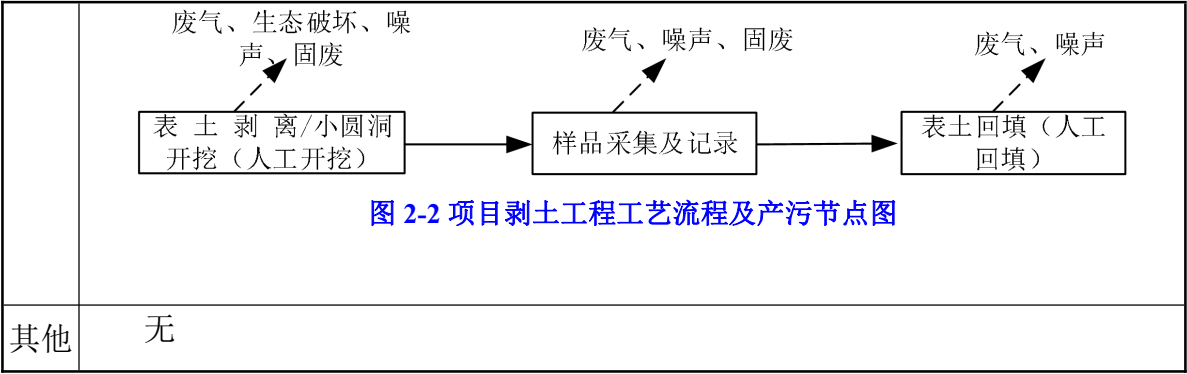 废气、生态破坏、噪
声、固废
废气、噪声、固废
废气、噪声
表 土 剥 离/小圆洞
开挖（人工开挖）
样品采集及记录
表土回填（人工
回填）
图 2-2 项目剥土工程工艺流程及产污节点图
其他
无